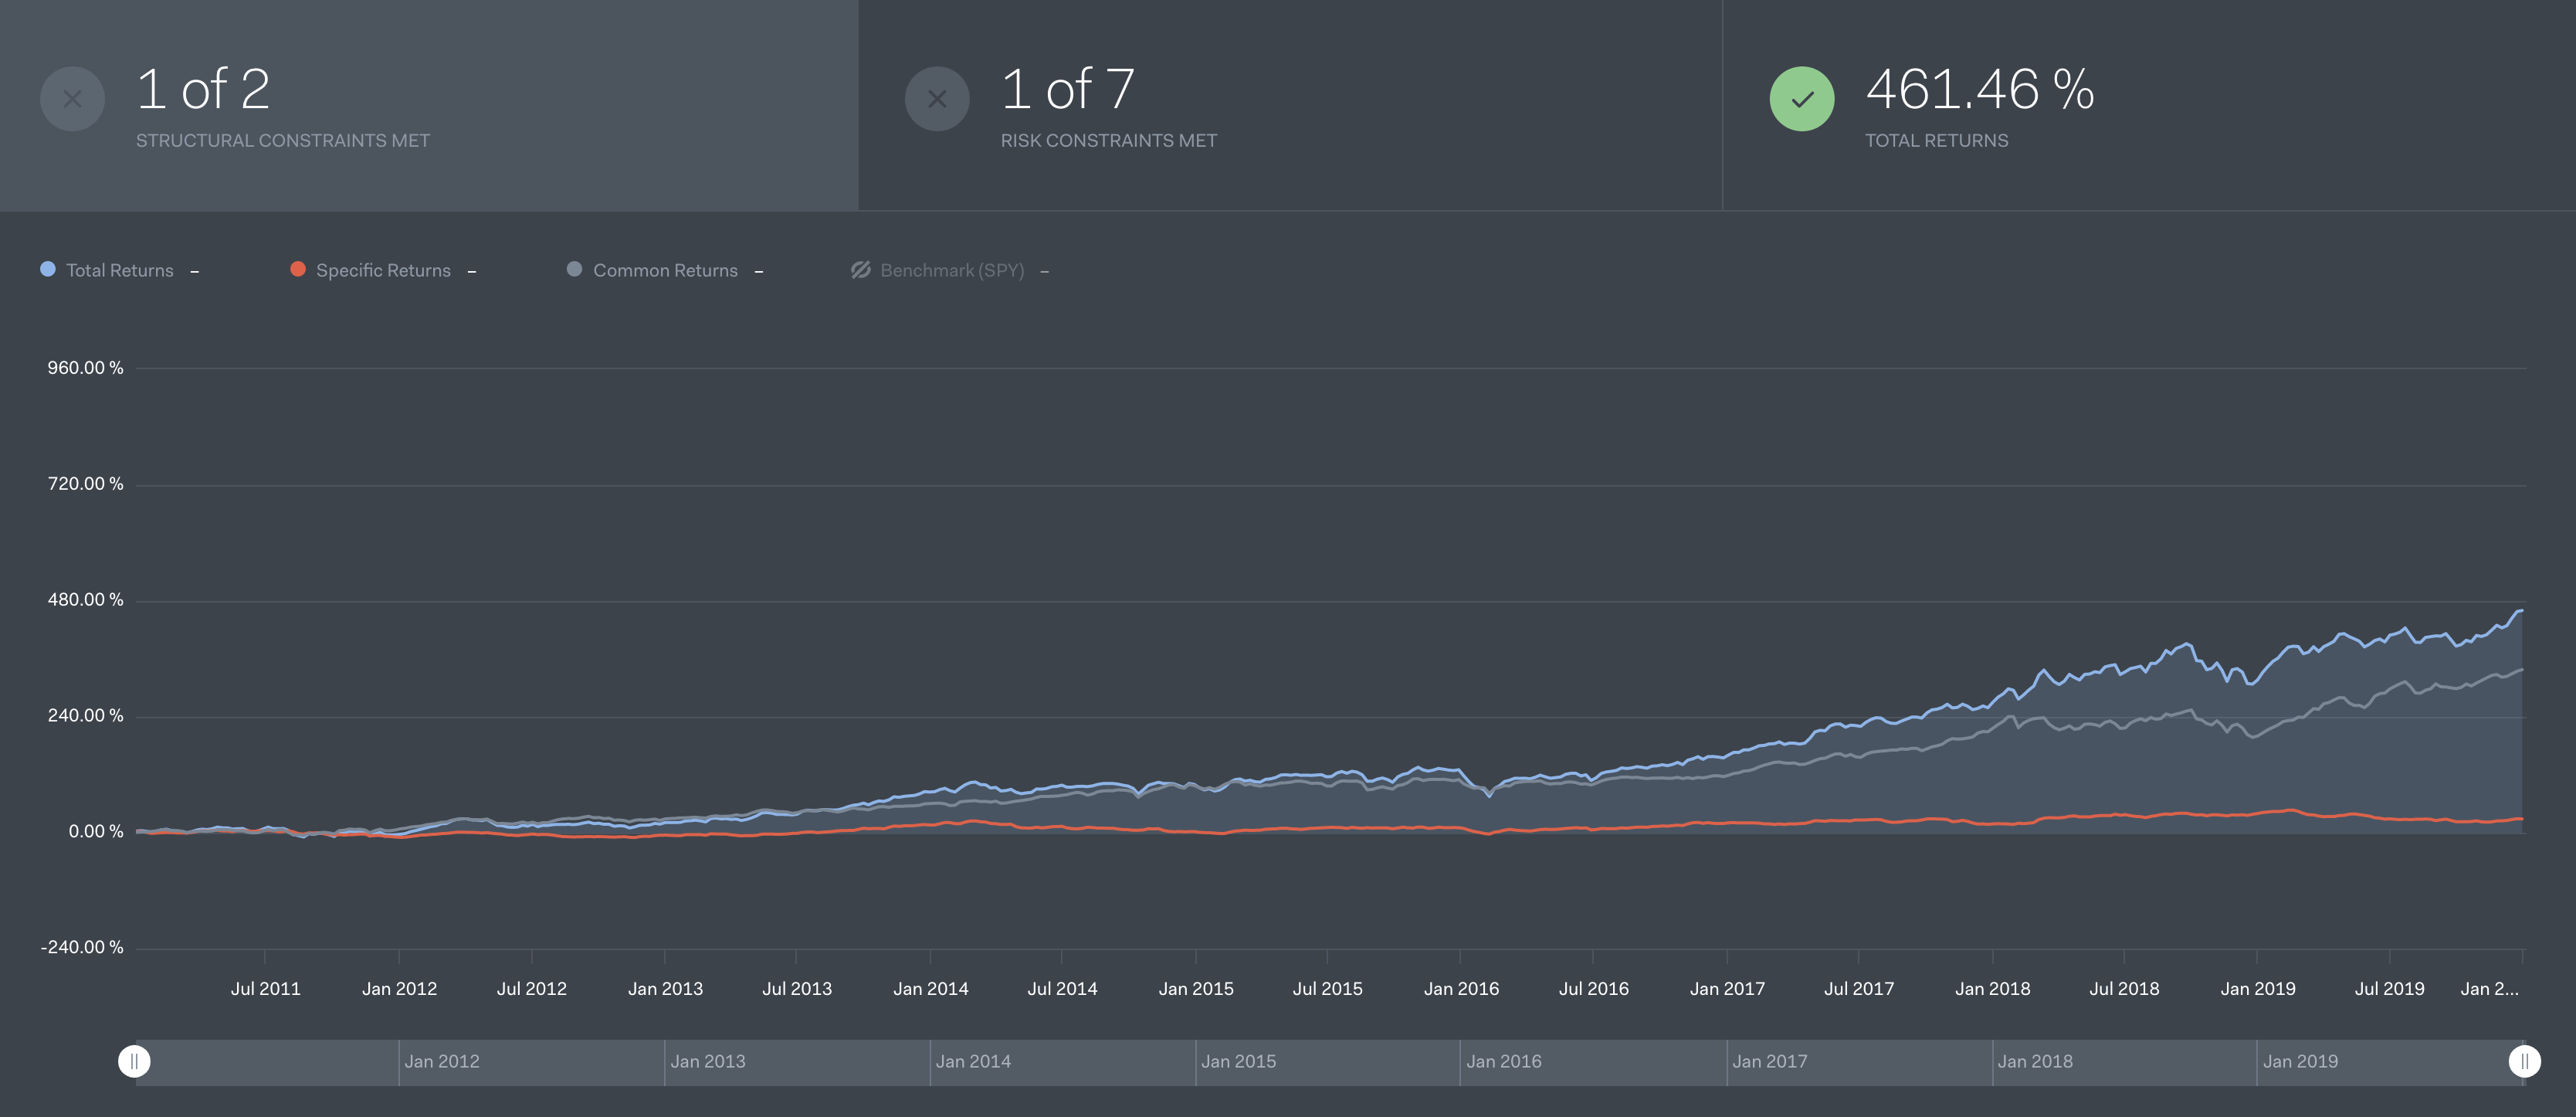 1 of 2
STRUCTURAL CONSTRAINTS MET
1 of 7
RISK CONSTRAINTS MET
461.46 %
TOTAL RETURNS
Total Returns –
Specific Returns –
Common Returns –
Benchmark (SPY) –
960.00 %
720.00 %
480.00 %
240.00 %
0.00 %
-240.00 %
Jul 2011
Jan 2012
Jul 2012
Jan 2013
Jul 2013
Jan 2014
Jul 2014
Jan 2015
Jul 2015
Jan 2016
Jul 2016
Jan 2017
Jul 2017
Jan 2018
Jul 2018
Jan 2019
Jul 2019
Jan 2...
Jan 2012
Jan 2013
Jan 2014
Jan 2015
Jan 2016
Jan 2017
Jan 2018
Jan 2019